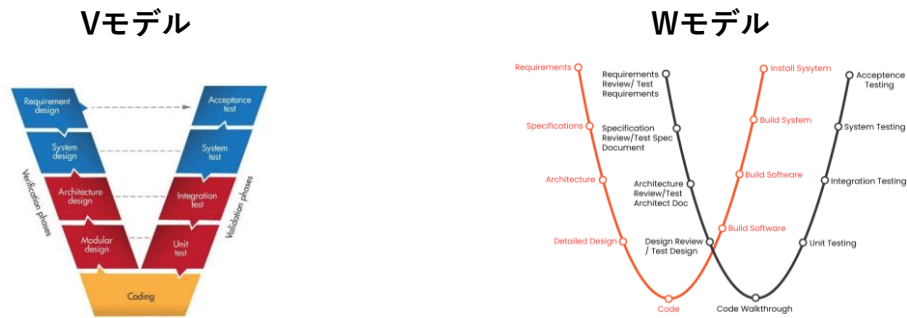 Vモデル
Requirement
design
System
design
Architecture
design
Modular
design
Coding
Acceptance
test
System
test
Integration
test
Unit
test
Verification phases
Validation phases
Wモデル
Requirements
Specifications
Architecture
Detailed Design
Code
Requirements
Review/ Test
Requirements
Specification
Review/Test Spec
Document
Architecture
Review/Test
Architect Doc
Design Review
/ Test Design
Code Walkthrough
Install Sysytem
Build System
Build Software
Build Software
Acceptance
Testing
System Testing
Integration Testing
Unit Testing